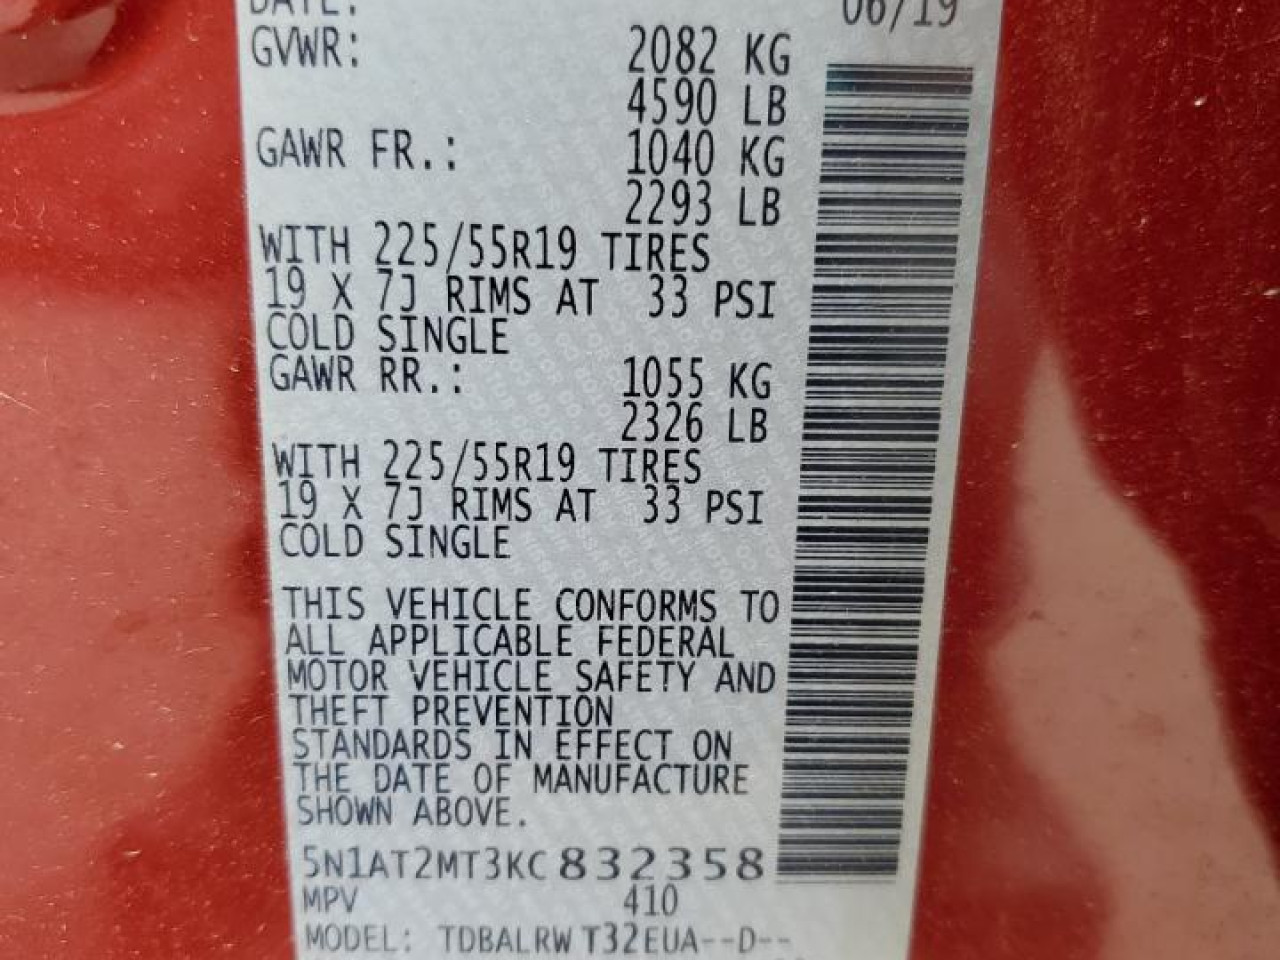 DATE: 06/19
GVWR: 2082 KG
4590 LB
GAWR FR.: 1040 KG
2293 LB
WITH 225/55R19 TIRES
19 X 7J RIMS AT 33 PSI
COLD SINGLE
GAWR RR.: 1055 KG
2326 LB
WITH 225/55R19 TIRES
19 X 7J RIMS AT 33 PSI
COLD SINGLE
THIS VEHICLE CONFORMS TO
ALL APPLICABLE FEDERAL
MOTOR VEHICLE SAFETY AND
THEFT PREVENTION
STANDARDS IN EFFECT ON
THE DATE OF MANUFACTURE
SHOWN ABOVE.
5N1AT2MT3KC832358
MPV 410
MODEL: TDBALRW T32EUA--D--